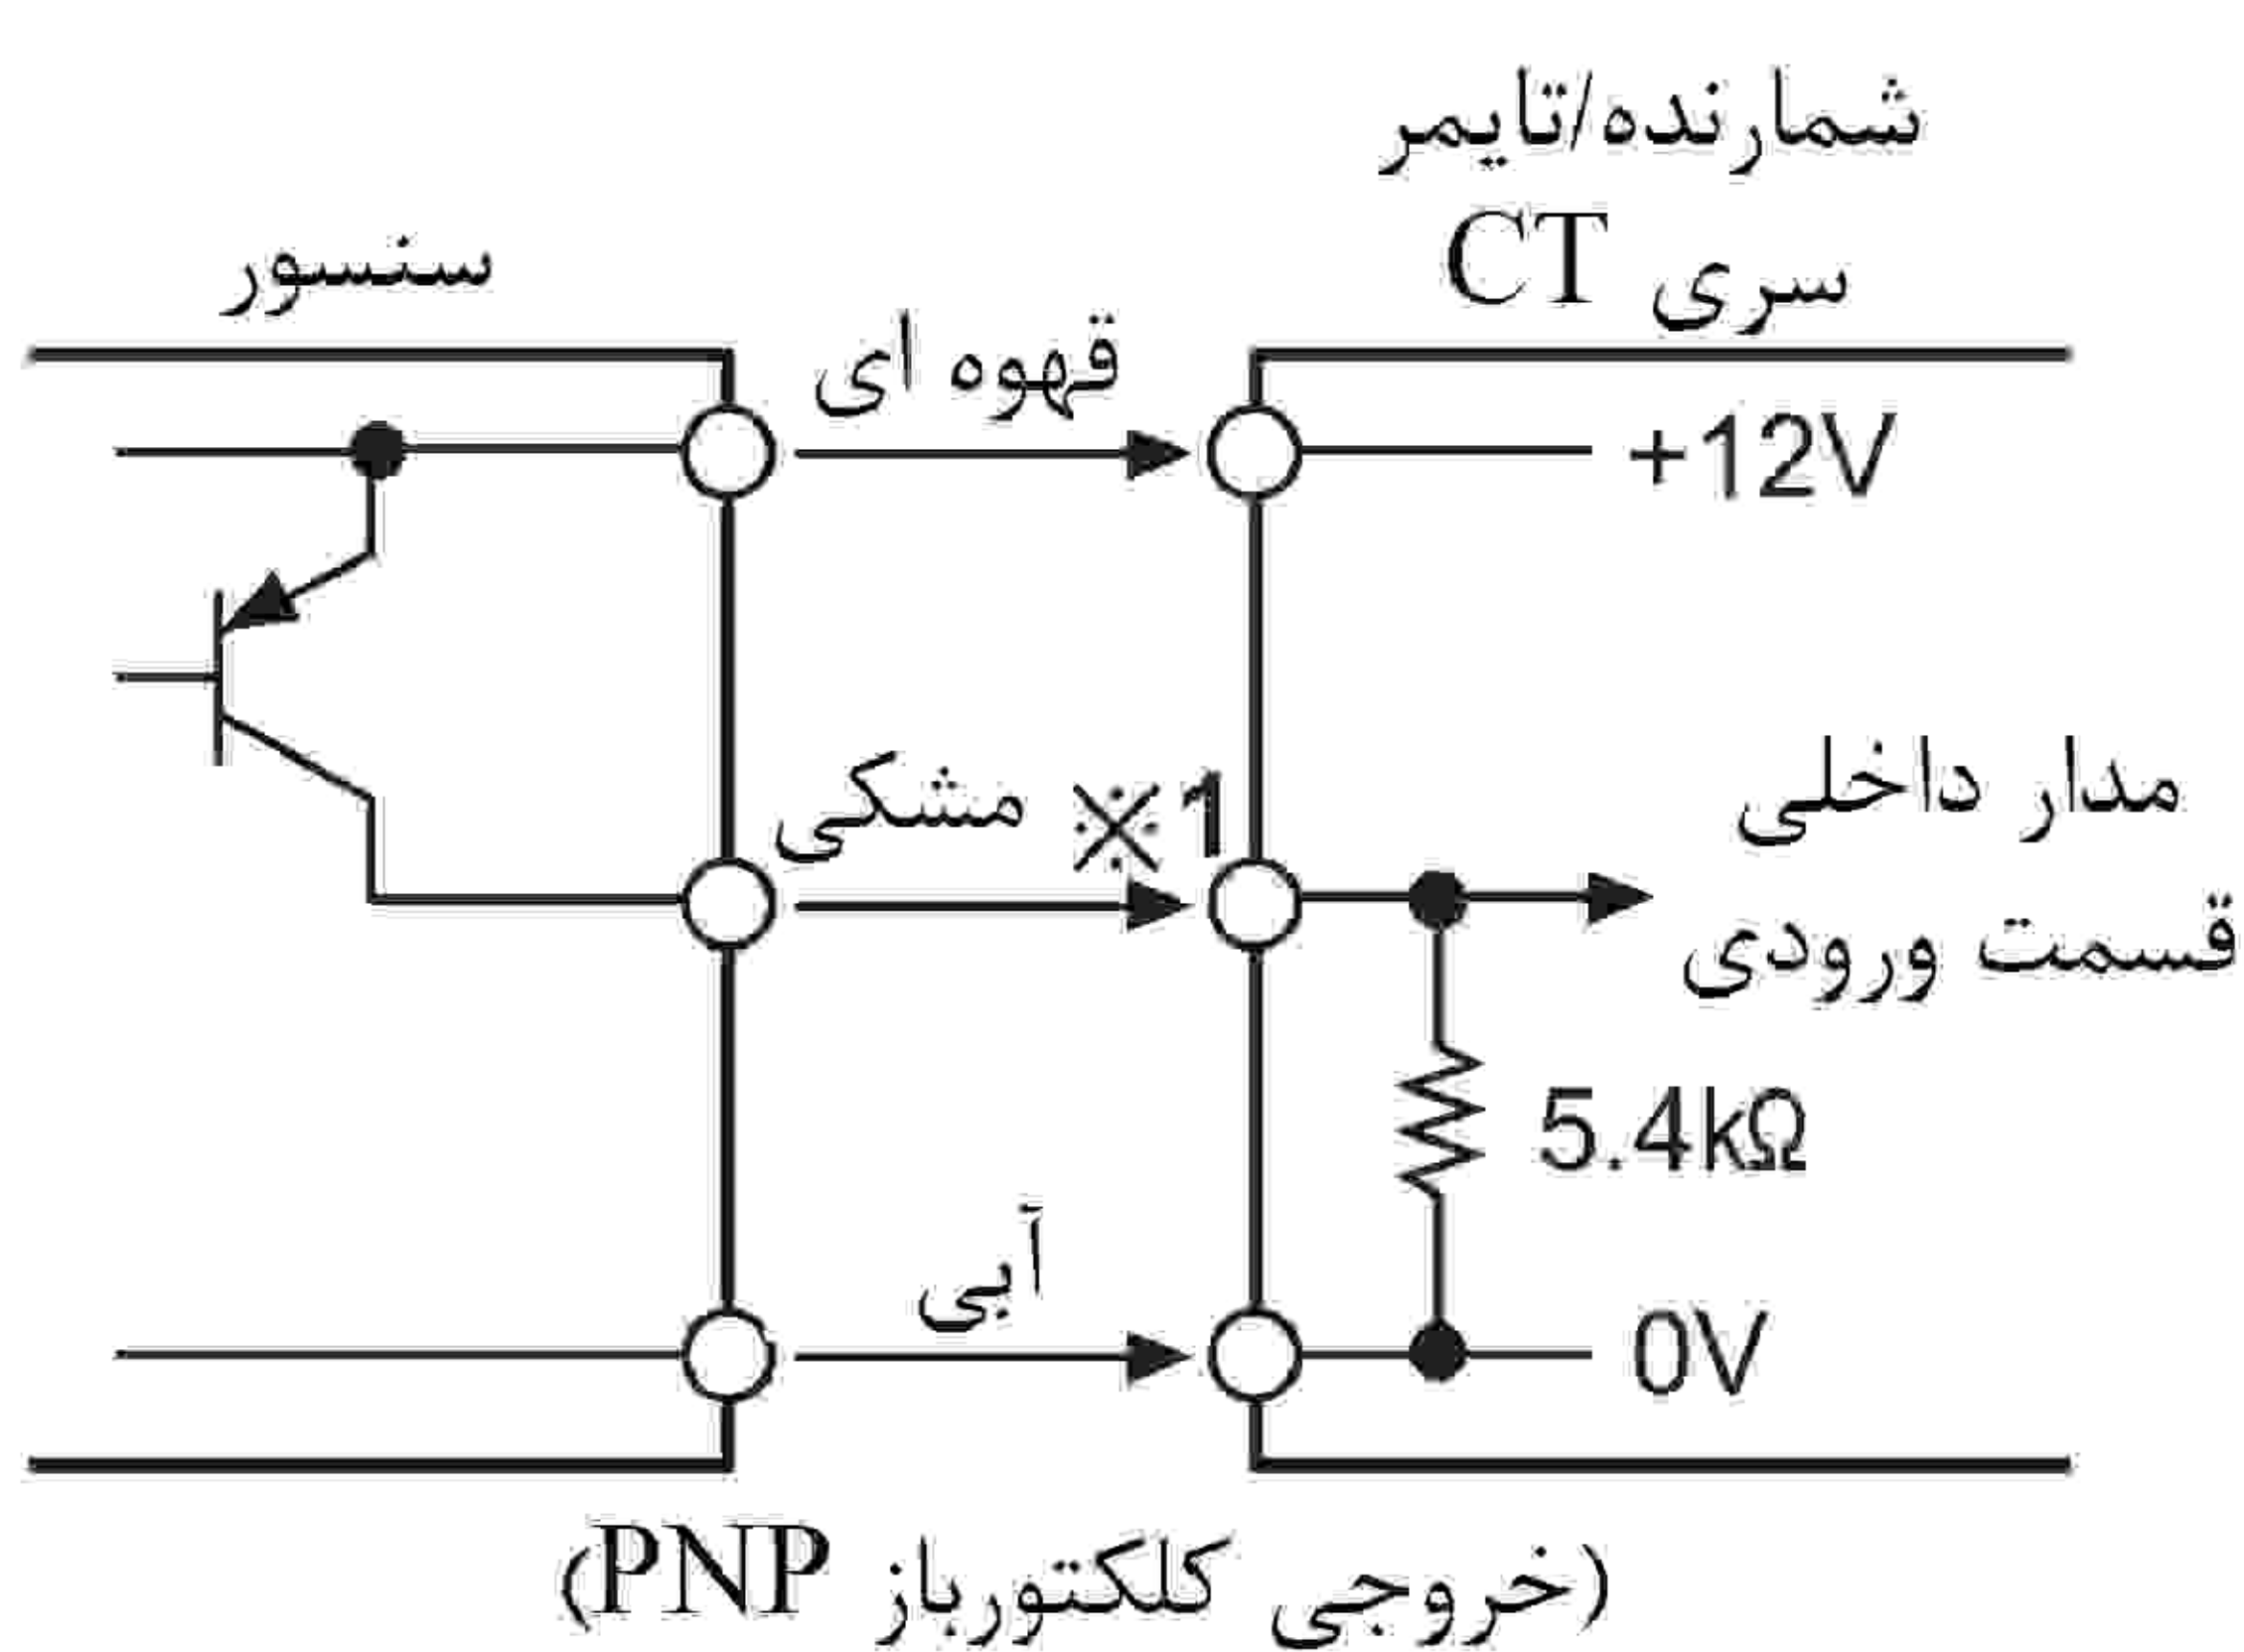 شمارنده/تایمر
سری CT
سنسور
قهوه ای
+12V
مشکی ※1
مدار داخلی
قسمت ورودی
5.4kΩ
آبی
0V
(خروجی کلکتورباز PNP)